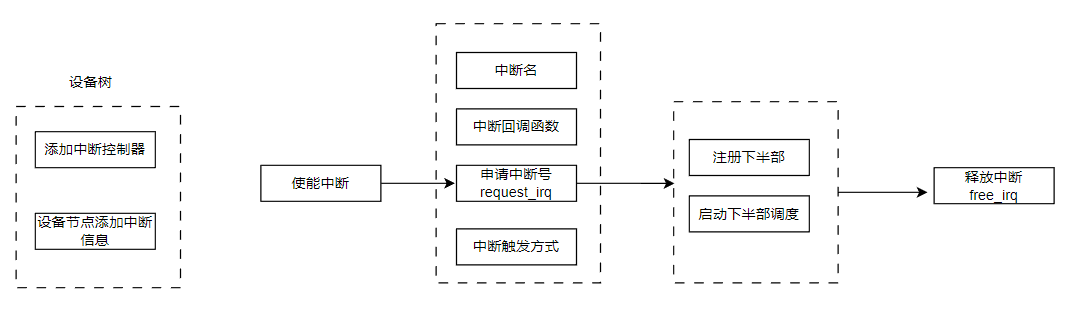 设备树
添加中断控制器
设备节点添加中断
信息
使能中断
中断名
中断回调函数
申请中断号
request_irq
中断触发方式
注册下半部
启动下半部调度
释放中断
free_irq